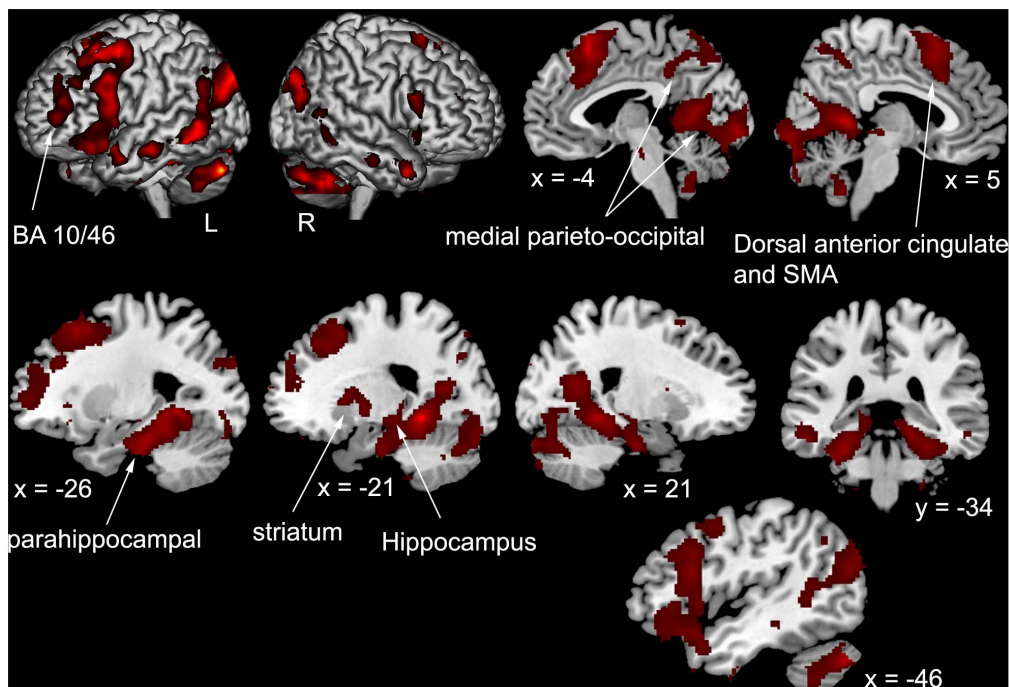 BA 10/46
L
R
x = -4
x = 5
medial parieto-occipital
Dorsal anterior cingulate
and SMA
x = -26
x = -21
x = 21
y = -34
parahippocampal
striatum
Hippocampus
x = -46